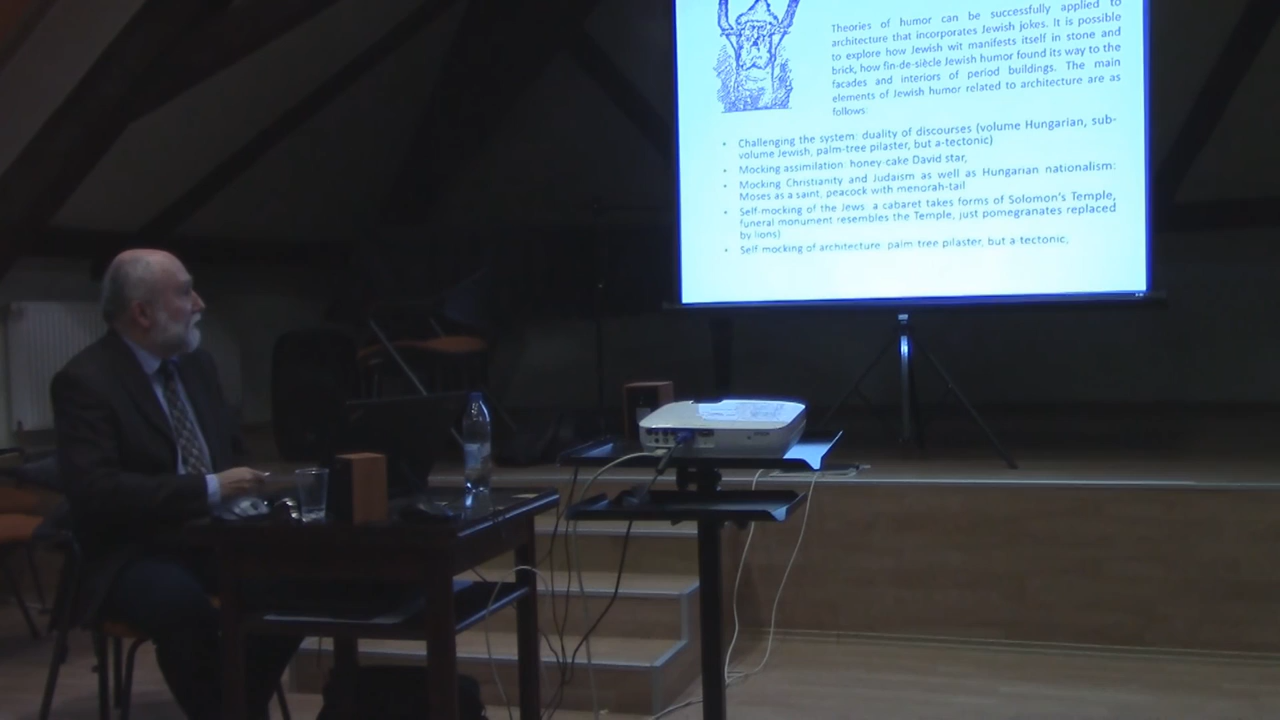 Theories of humor can be successfully applied to
architecture that incorporates Jewish jokes. It is possible
to explore how Jewish wit manifests itself in stone and
brick, how fin-de-siècle Jewish humor found its way to the
facades and interiors of period buildings. The main
elements of Jewish humor related to architecture are as
follows:
• Challenging the system: duality of discourses (volume Hungarian, sub-
volume Jewish, palm-tree pilaster, but a-tectonic)
• Mocking assimilation: honey-cake David star,
• Mocking Christianity and Judaism as well as Hungarian nationalism:
Moses as a saint, peacock with menorah-tail
• Self-mocking of the Jews: a cabaret takes forms of Solomon's Temple,
funeral monument resembles the Temple, just pomegranates replaced
by lions)
• Self mocking of architecture: palm tree pilaster, but a-tectonic,